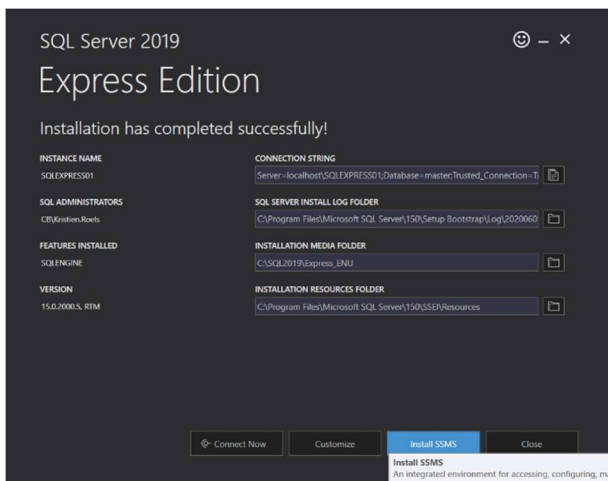 SQL Server 2019
Express Edition
Installation has completed successfully!
INSTANCE NAME
SQLEXPRESS01
CONNECTION STRING
Server=localhost\SQLEXPRESS01;Database=master;Trusted_Connection=T
SQL ADMINISTRATORS
CB\Kristien.Roels
SQL SERVER INSTALL LOG FOLDER
C:\Program Files\Microsoft SQL Server\150\Setup Bootstrap\Log\2020060
FEATURES INSTALLED
SQLENGINE
INSTALLATION MEDIA FOLDER
C:\SQL2019\Express_ENU
VERSION
15.0.2000.5, RTM
INSTALLATION RESOURCES FOLDER
C:\Program Files\Microsoft SQL Server\150\SSEI\Resources
Connect Now
Customize
Install SSMS
Close
Install SSMS
An integrated environment for accessing, configuring, ma